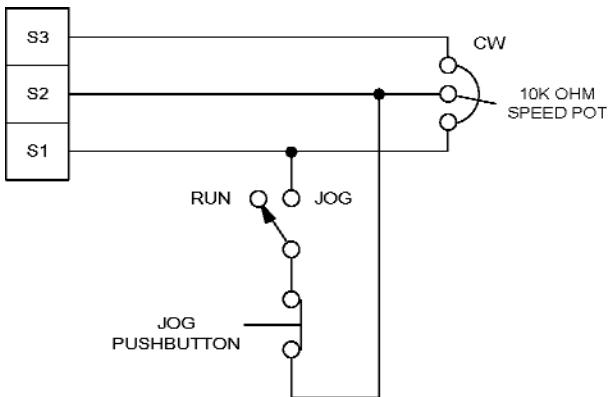 S3
CW
S2
10K OHM
SPEED POT
S1
RUN
JOG
JOG
PUSHBUTTON